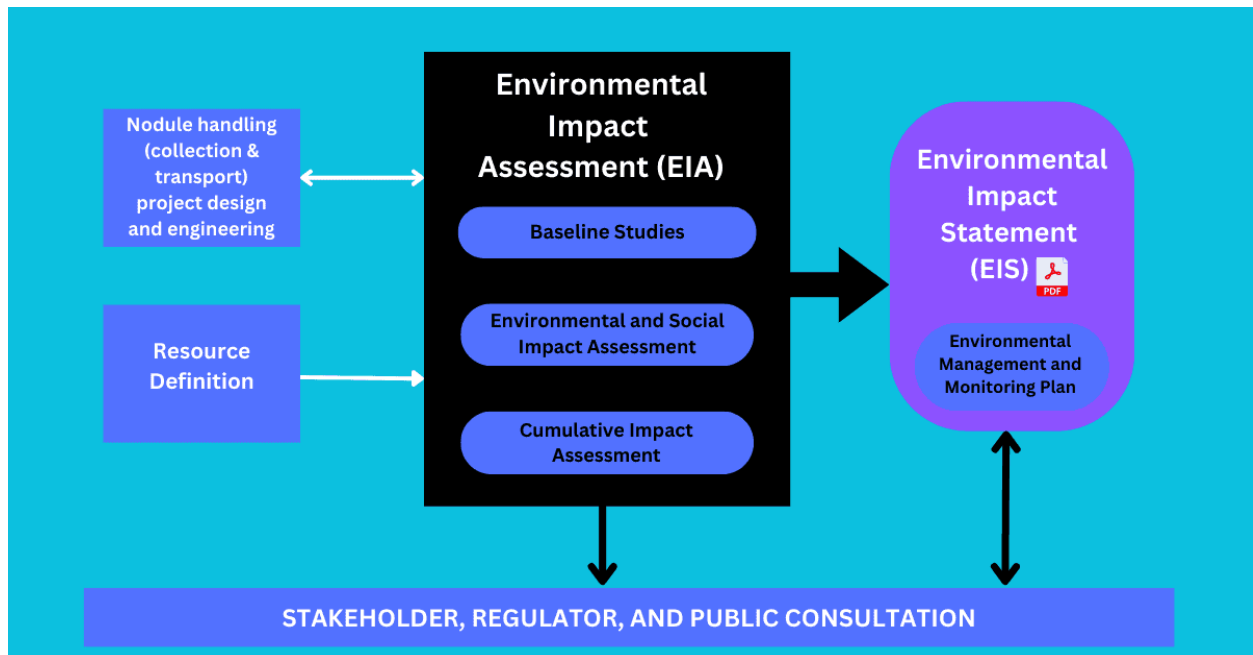 Nodule handling
(collection &
transport)
project design
and engineering
Resource
Definition
Environmental
Impact
Assessment (EIA)
Baseline Studies
Environmental and Social
Impact Assessment
Cumulative Impact
Assessment
Environmental
Impact
Statement
(EIS)
PDF
Environmental
Management and
Monitoring Plan
STAKEHOLDER, REGULATOR, AND PUBLIC CONSULTATION